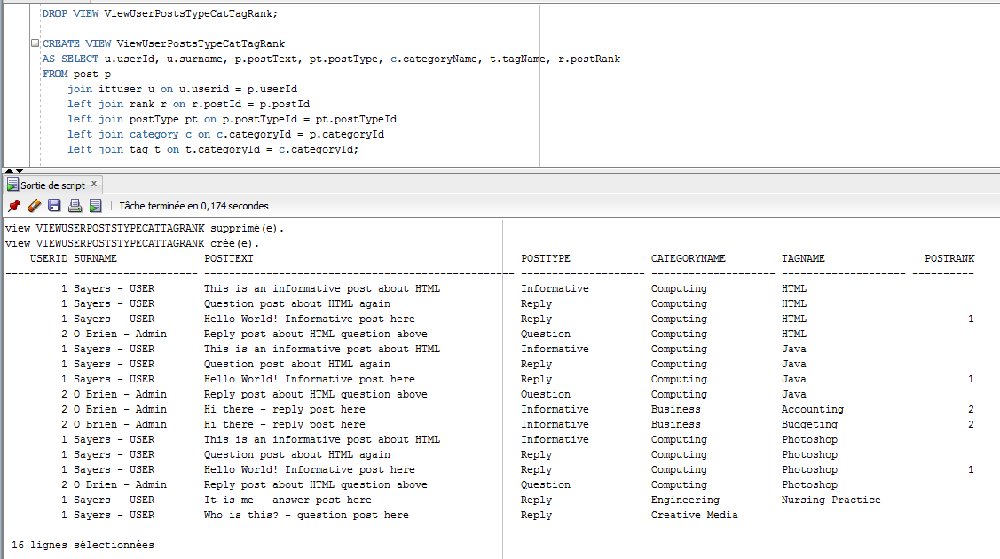 DROP VIEW ViewUserPostsTypeCatTagRank;
CREATE VIEW ViewUserPostsTypeCatTagRank
AS SELECT u.userId, u.surname, p.postText, pt.postType, c.categoryName, t.tagName, r.postRank
FROM post p
join ittuser u on u.userid = p.userId
left join rank r on r.postId = p.postId
left join postType pt on p.postTypeId = pt.postTypeId
left join category c on c.categoryId = p.categoryId
left join tag t on t.categoryId = c.categoryId;
Sortie de script x
Tâche terminée en 0,174 secondes
view VIEWUSERPOSTSTYPECATTAGRANK supprimé(e).
view VIEWUSERPOSTSTYPECATTAGRANK créé(e).
USERID SURNAME POSTTEXT POSTTYPE CATEGORYNAME TAGNAME POSTRANK
---------- -------------------- -------------------------------------------------- -------------------- -------------------- -------------------- ----------
1 Sayers - USER This is an informative post about HTML Informative Computing HTML
1 Sayers - USER Question post about HTML again Reply Computing HTML
1 Sayers - USER Hello World! Informative post here Reply Computing HTML 1
2 O Brien - Admin Reply post about HTML question above Question Computing HTML
1 Sayers - USER This is an informative post about HTML Informative Computing Java
1 Sayers - USER Question post about HTML again Reply Computing Java
1 Sayers - USER Hello World! Informative post here Reply Computing Java 1
2 O Brien - Admin Reply post about HTML question above Question Computing Java
2 O Brien - Admin Hi there - reply post here Informative Business Accounting 2
2 O Brien - Admin Hi there - reply post here Informative Business Budgeting 2
1 Sayers - USER This is an informative post about HTML Informative Computing Photoshop
1 Sayers - USER Question post about HTML again Reply Computing Photoshop
1 Sayers - USER Hello World! Informative post here Reply Computing Photoshop 1
2 O Brien - Admin Reply post about HTML question above Question Computing Photoshop
1 Sayers - USER It is me - answer post here Reply Engineering Nursing Practice
1 Sayers - USER Who is this? - question post here Reply Creative Media
16 lignes sélectionnées